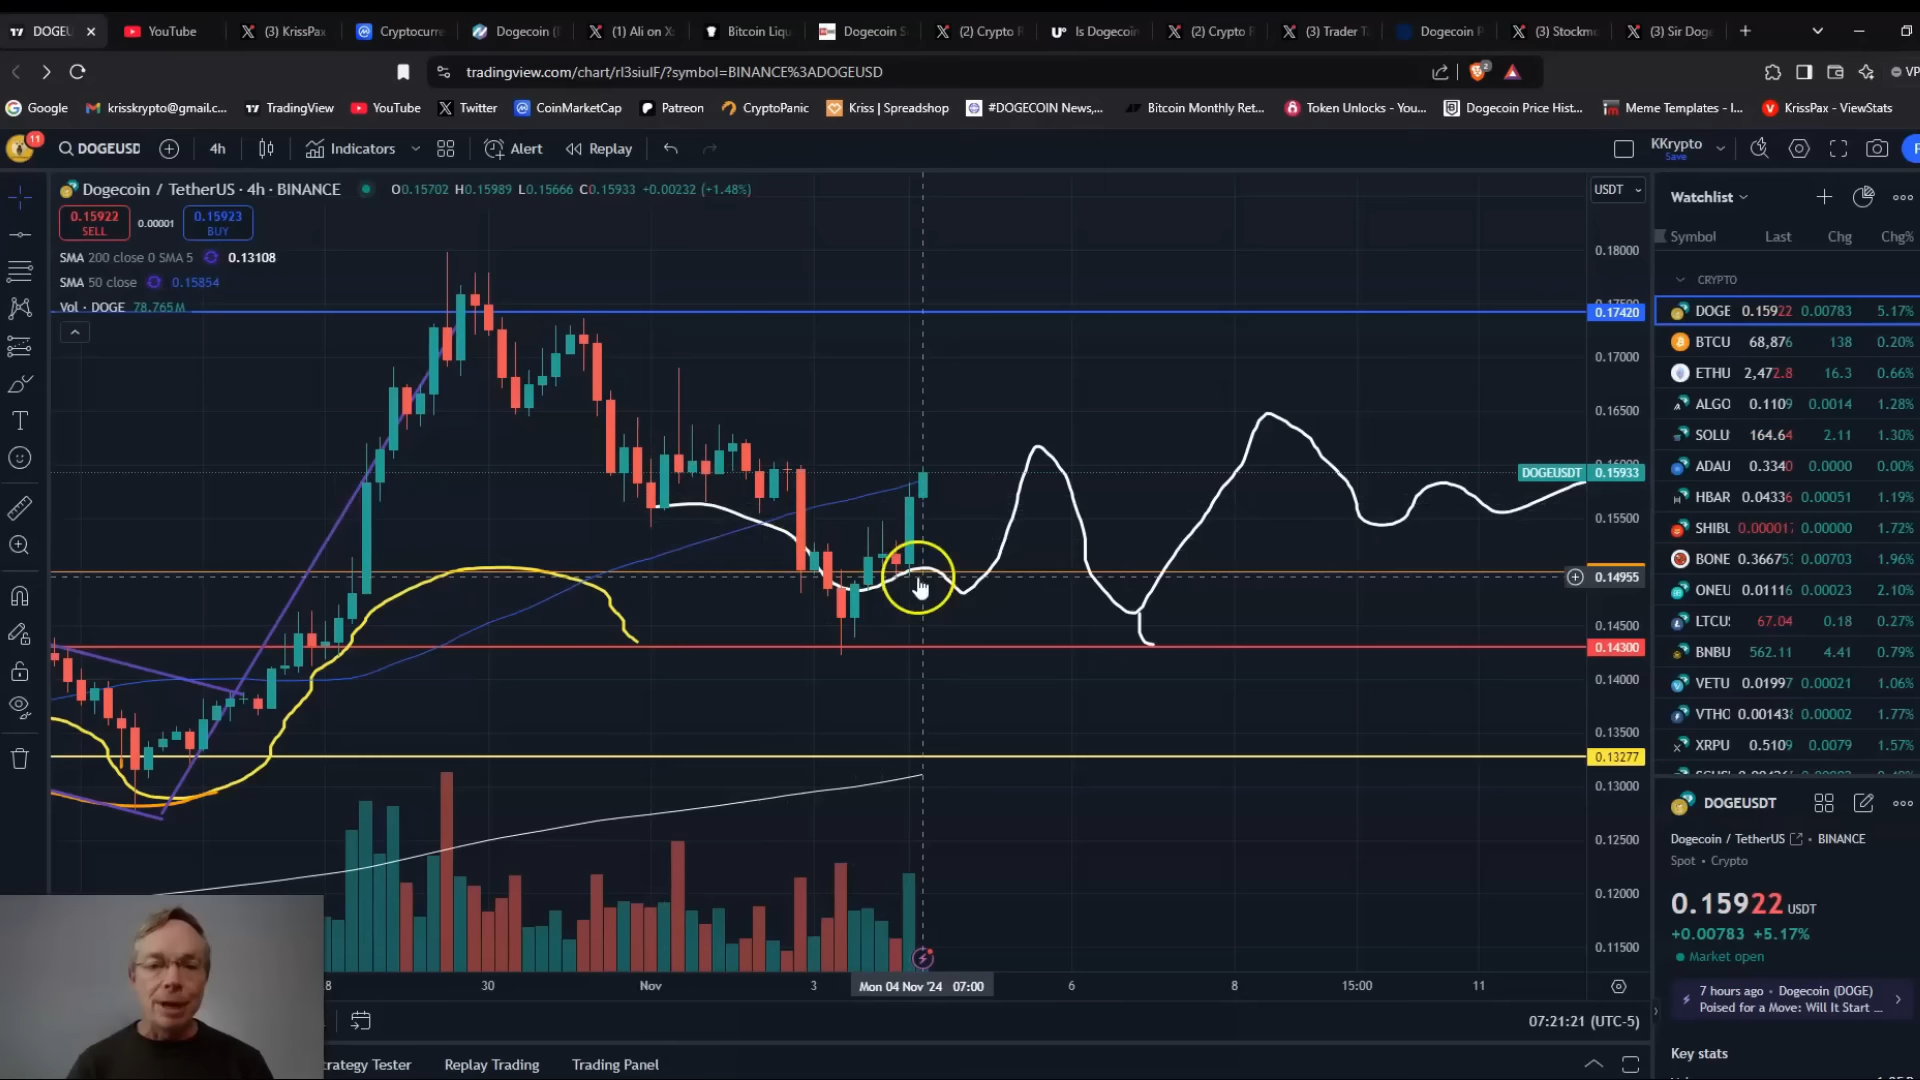 DOGEU
YouTube
(3) KrissPax
Cryptocurre
Dogecoin (
(1) Ali on X
Bitcoin Liq
Dogecoin S
(2) Crypto R
Is Dogecoin
(2) Crypto R
(3) Trader T
Dogecoin P
(3) Stockmo
(3) Sir Dog
tradingview.com/chart/rl3siuIF/?symbol=BINANCE%3ADOGEUSD
2
VP
Google
krisskrypto@gmail.c...
TradingView
YouTube
Twitter
CoinMarketCap
Patreon
CryptoPanic
Kriss | Spreadshop
#DOGECOIN News,...
Bitcoin Monthly Ret...
Token Unlocks - You...
Dogecoin Price Hist...
Meme Templates - I...
KrissPax - ViewStats
11
DOGEUSD
4h
Indicators
Alert
Replay
KKrypto
Save
Dogecoin / TetherUS · 4h · BINANCE
O0.15702 H0.15989 L0.15666 C0.15933 +0.00232 (+1.48%)
0.15922
SELL
0.00001
0.15923
BUY
SMA 200 close 0 SMA 5 0.13108
SMA 50 close 0.15854
Vol · DOGE 78.765M
USDT
0.18000
0.17420
0.17000
0.16500
DOGEUSDT 0.15933
0.15500
0.14955
0.14500
0.14300
0.14000
0.13500
0.13277
0.13000
0.12500
0.12000
0.11500
8
30
Nov
3
Mon 04 Nov '24 07:00
6
8
15:00
11
07:21:21 (UTC-5)
trategy Tester
Replay Trading
Trading Panel
Watchlist
Symbol Last Chg Chg%
CRYPTO
DOGE 0.15922 0.00783 5.17%
BTCU 68,876 138 0.20%
ETHU 2,472.8 16.3 0.66%
ALGO 0.1109 0.0014 1.28%
SOLU 164.64 2.11 1.30%
ADAU 0.3340 0.0000 0.00%
HBAR 0.04336 0.00051 1.19%
SHIBU 0.00001 0.00000 1.72%
BONE 0.36675 0.00703 1.96%
ONEU 0.01116 0.00023 2.10%
LTCU 67.04 0.18 0.27%
BNBU 562.11 4.41 0.79%
VETU 0.01997 0.00021 1.06%
VTHO 0.00143 0.00002 1.77%
XRPU 0.5109 0.0079 1.57%
DOGEUSDT
Dogecoin / TetherUS · BINANCE
Spot · Crypto
0.15922 USDT
+0.00783 +5.17%
Market open
7 hours ago · Dogecoin (DOGE)
Poised for a Move: Will It Start ...
Key stats